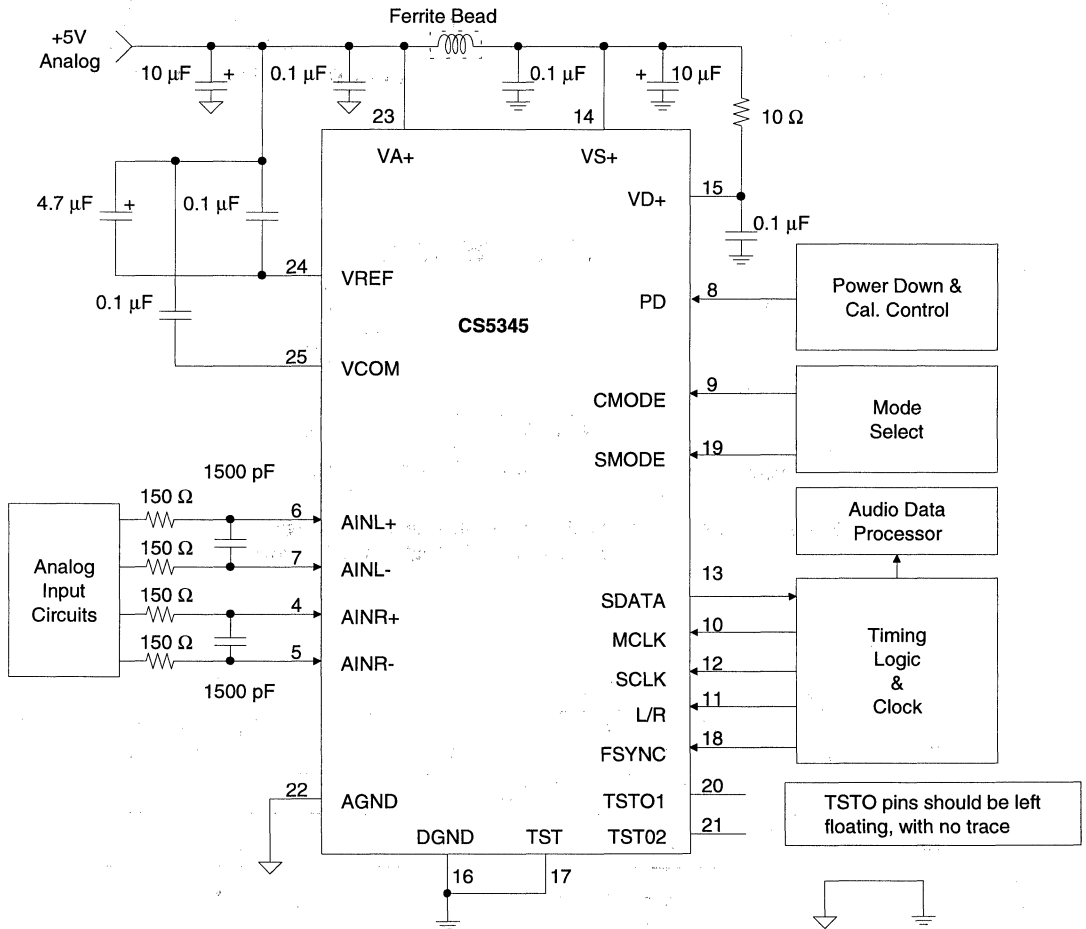 Ferrite Bead
+5V
Analog
10 µF +
0.1 µF
0.1 µF
+ 10 µF
23
14
10 Ω
VA+
VS+
VD+
15
4.7 µF +
0.1 µF
0.1 µF
24
VREF
0.1 µF
PD
8
Power Down &
Cal. Control
CS5345
25
VCOM
CMODE
9
Mode
Select
SMODE
19
1500 pF
150 Ω
6
AINL+
Audio Data
Processor
150 Ω
7
AINL-
Analog
Input
Circuits
13
SDATA
150 Ω
4
AINR+
10
MCLK
Timing
Logic
&
Clock
150 Ω
5
AINR-
12
SCLK
1500 pF
11
L/R
18
FSYNC
22
AGND
20
TSTO1
TSTO pins should be left
floating, with no trace
DGND
TST
TST02
21
16
17